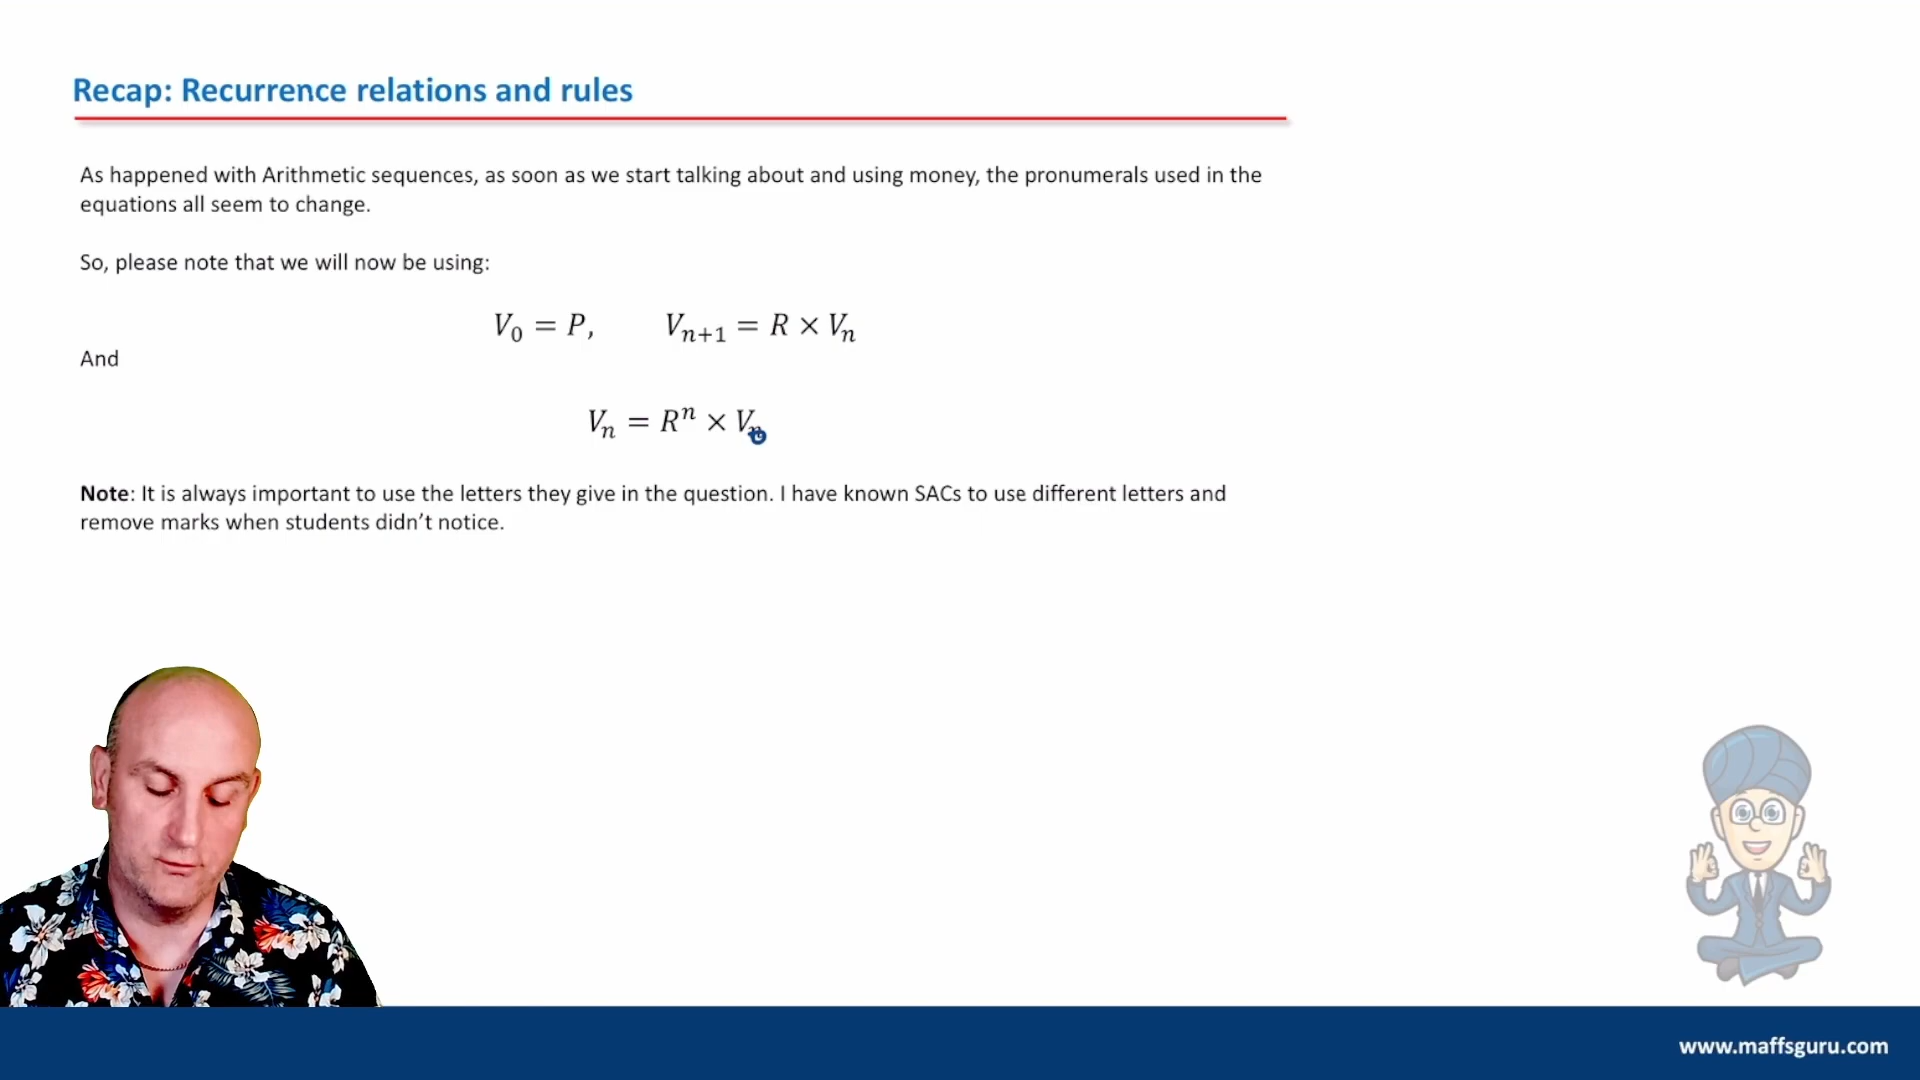 Recap: Recurrence relations and rules
As happened with Arithmetic sequences, as soon as we start talking about and using money, the pronumerals used in the
equations all seem to change.
So, please note that we will now be using:
V₀ = P,    Vₙ₊₁ = R × Vₙ
And
Vₙ = Rⁿ × V
Note: It is always important to use the letters they give in the question. I have known SACs to use different letters and
remove marks when students didn't notice.
www.maffsguru.com